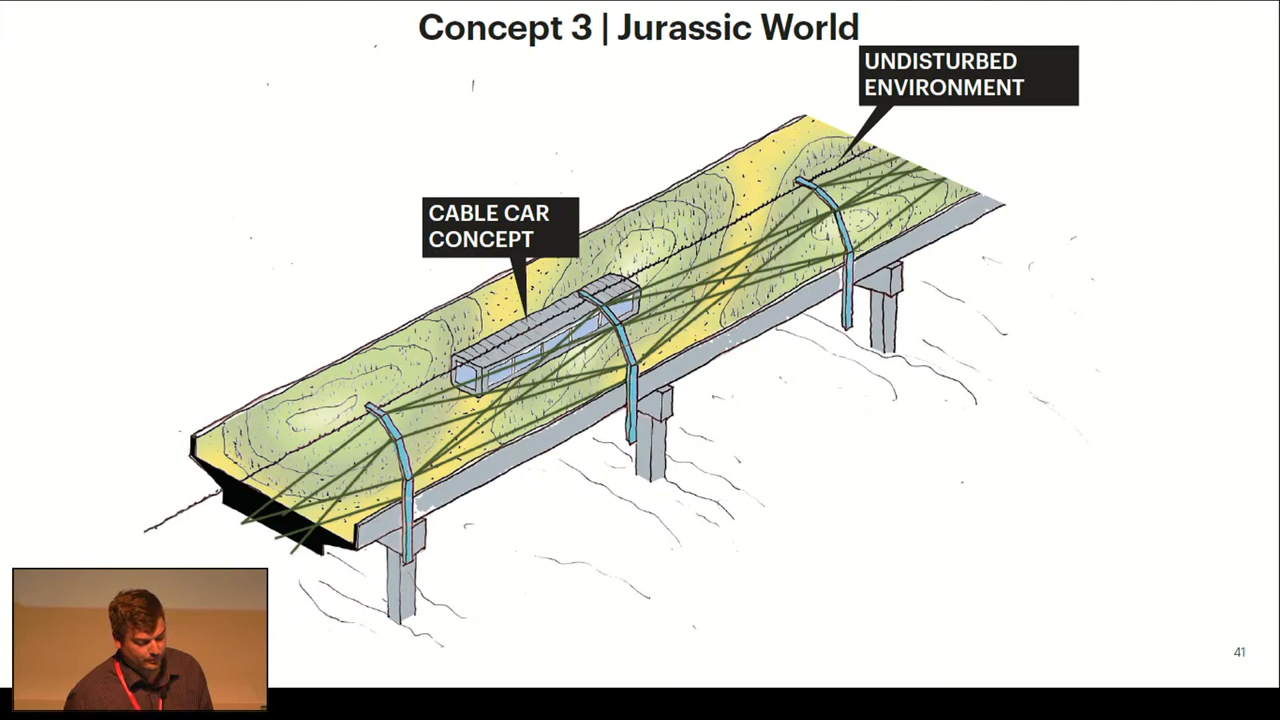 Concept 3 | Jurassic World
UNDISTURBED
ENVIRONMENT
CABLE CAR
CONCEPT
41